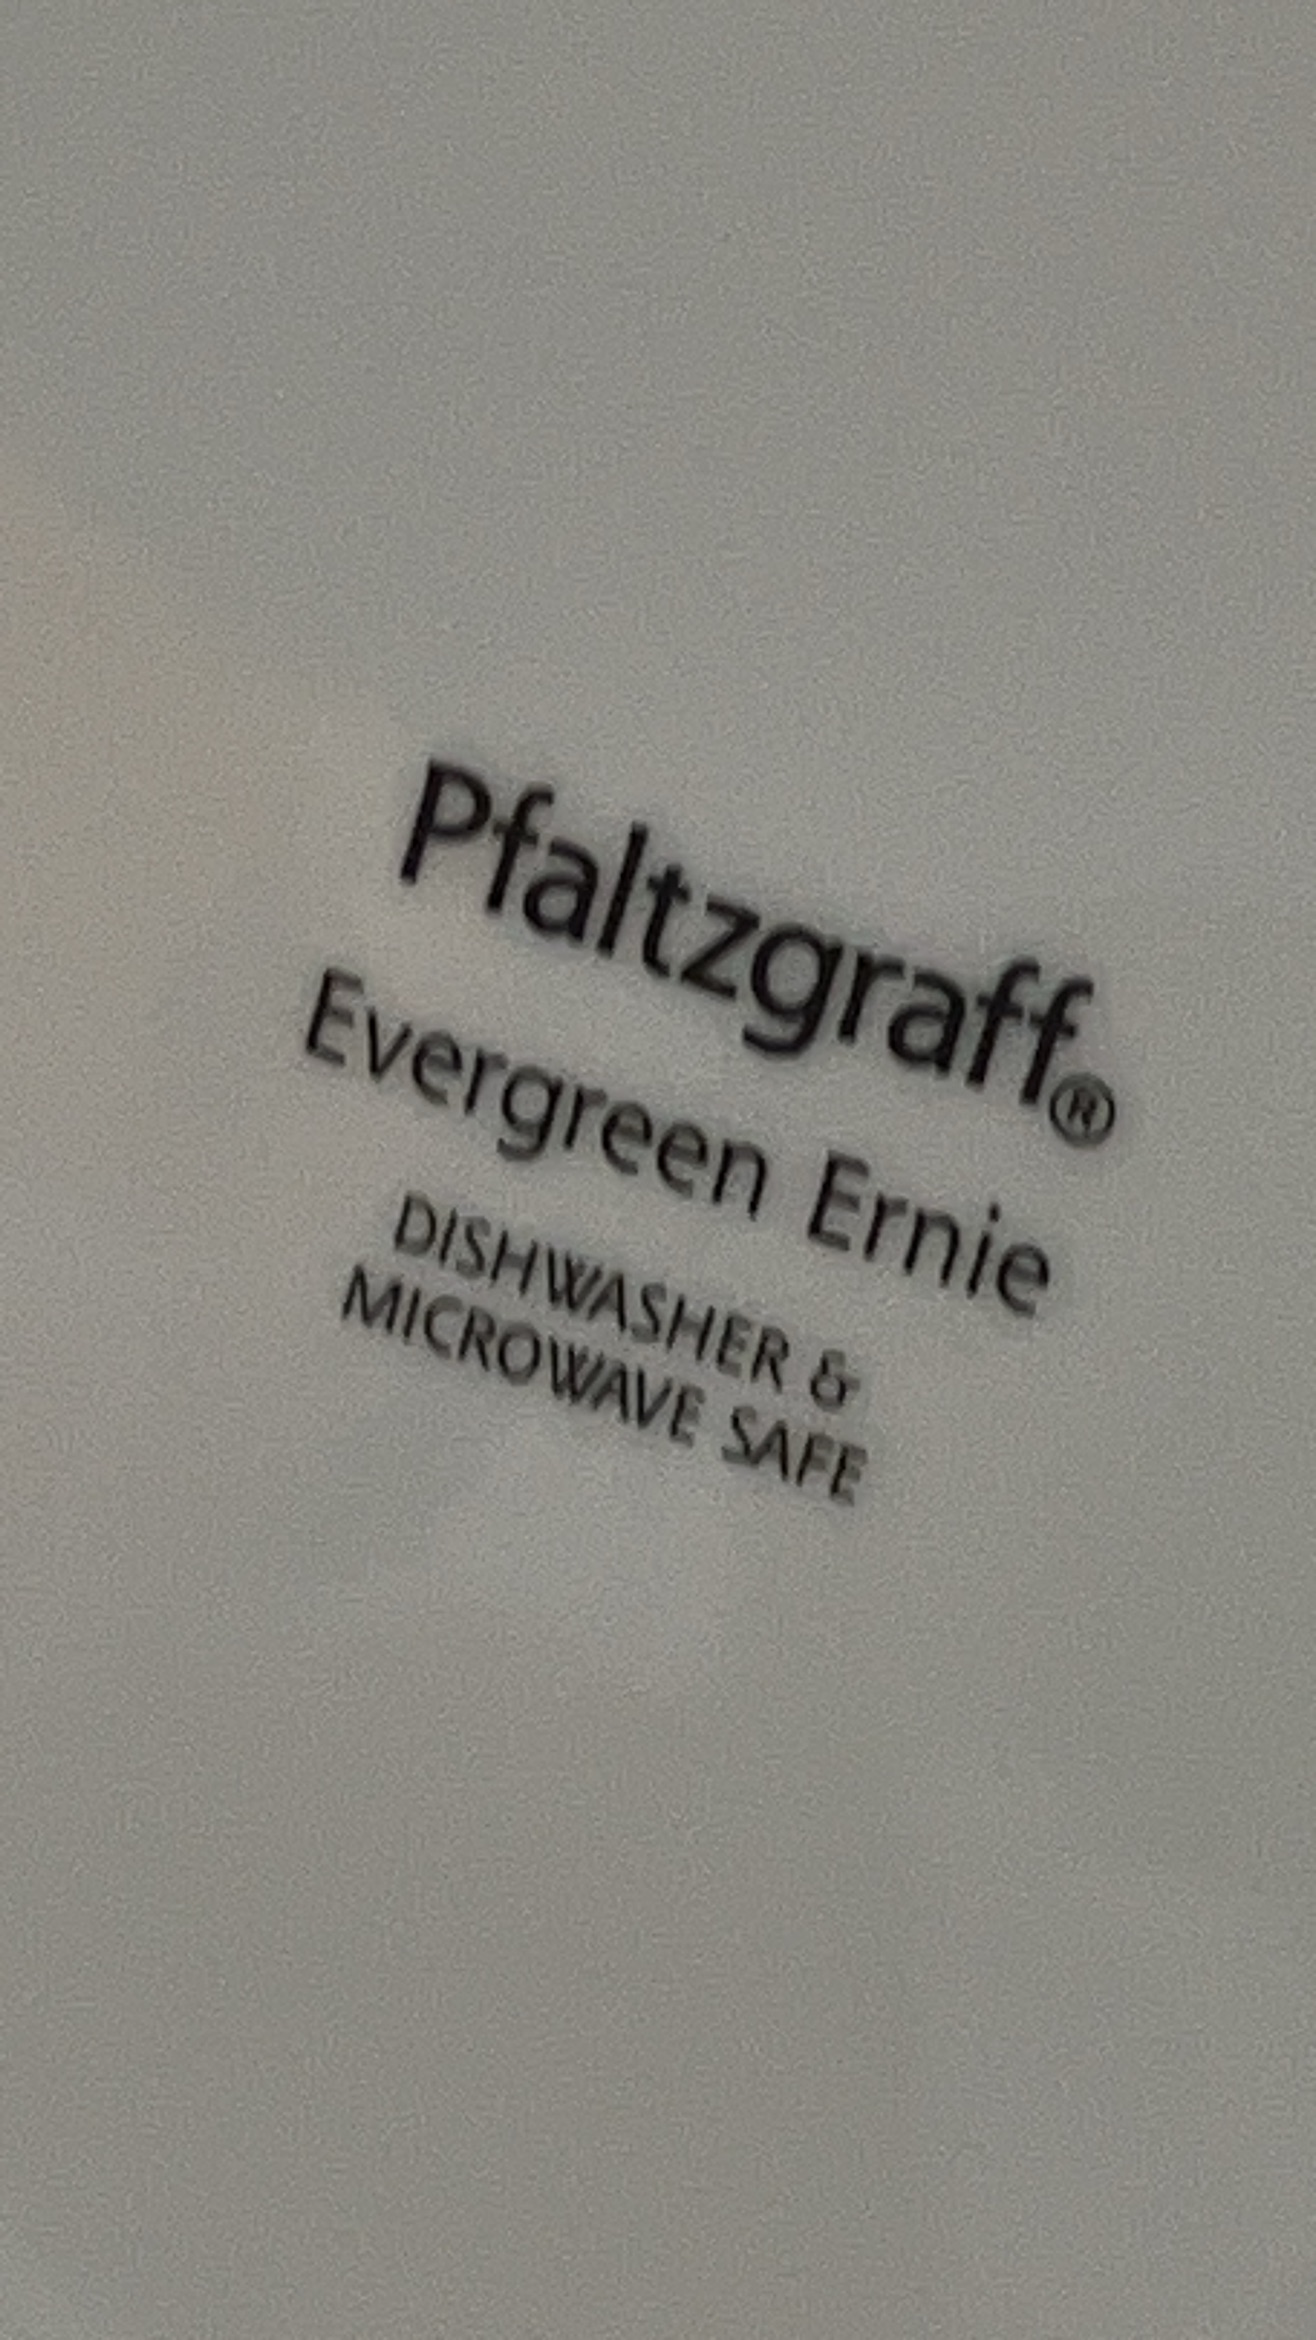 Pfaltzgraff®
Evergreen Ernie
DISHWASHER &
MICROWAVE SAFE